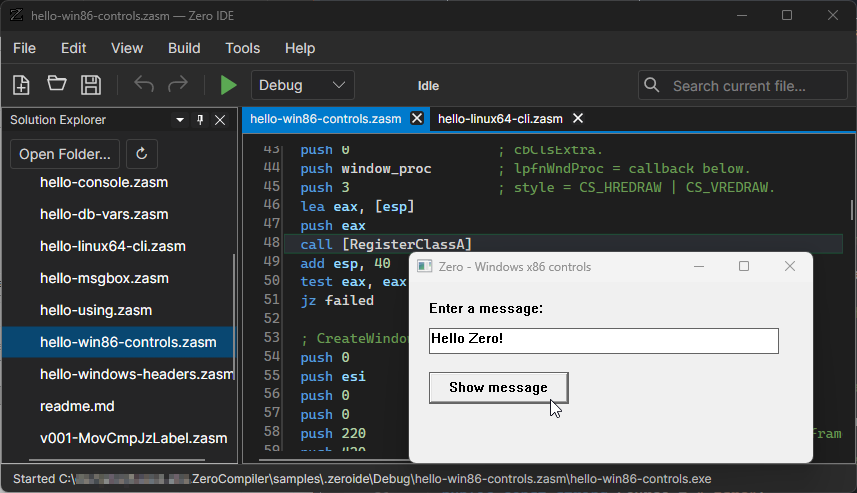 hello-win86-controls.zasm — Zero IDE
File Edit View Build Tools Help
Debug Idle Search current file...
Solution Explorer
Open Folder...
hello-console.zasm
hello-db-vars.zasm
hello-linux64-cli.zasm
hello-msgbox.zasm
hello-using.zasm
hello-win86-controls.zasm
hello-windows-headers.zasm
readme.md
v001-MovCmpJzLabel.zasm
hello-win86-controls.zasm hello-linux64-cli.zasm
43 push 0 ; cbClsExtra.
44 push window_proc ; lpfnWndProc = callback below.
45 push 3 ; style = CS_HREDRAW | CS_VREDRAW.
46 lea eax, [esp]
47 push eax
48 call [RegisterClassA]
49 add esp, 40
50 test eax, eax
51 jz failed
52
53 ; CreateWindow
54 push 0
55 push esi
56 push 0
57 push 0
58 push 220 fram
59 push 420
Zero - Windows x86 controls
Enter a message:
Hello Zero!
Show message
Started C:\ ZeroCompiler\samples\.zeroide\Debug\hello-win86-controls.zasm\hello-win86-controls.exe